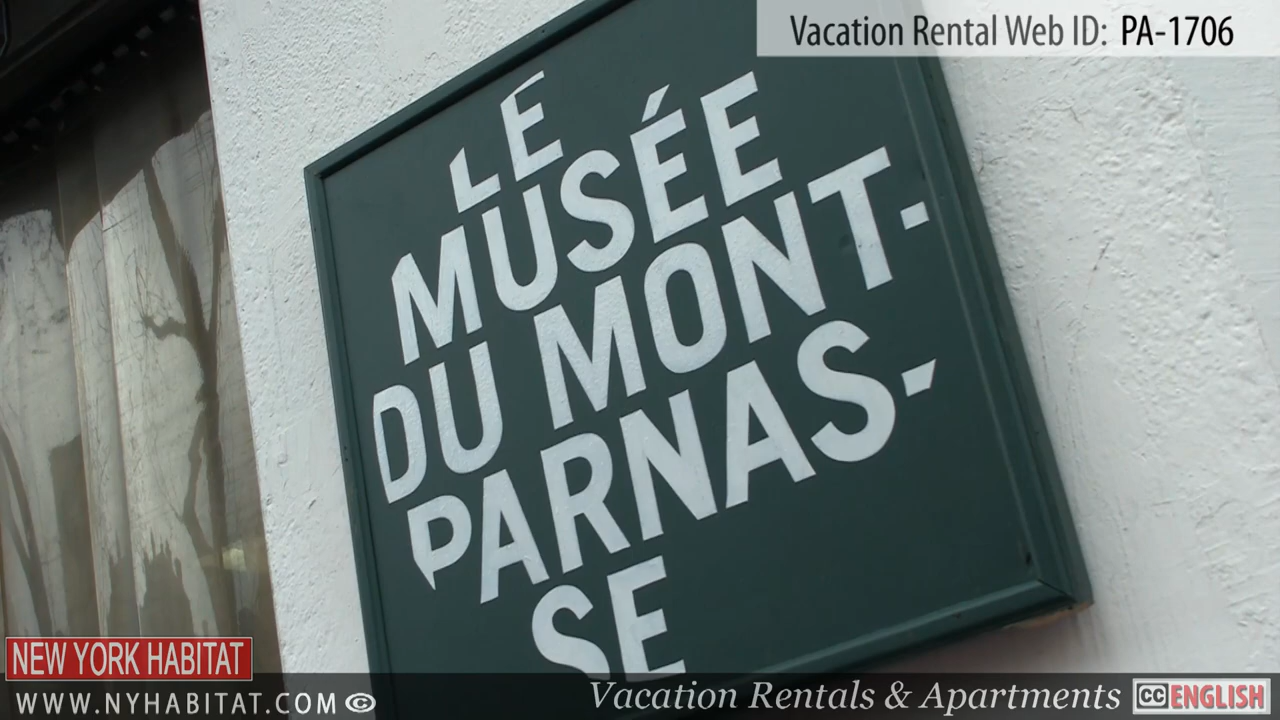 Vacation Rental Web ID: PA-1706
LE
MUSÉE
DU MONT-
PARNAS-
SE
NEW YORK HABITAT
WWW.NYHABITAT.COM ©
Vacation Rentals & Apartments
CC ENGLISH